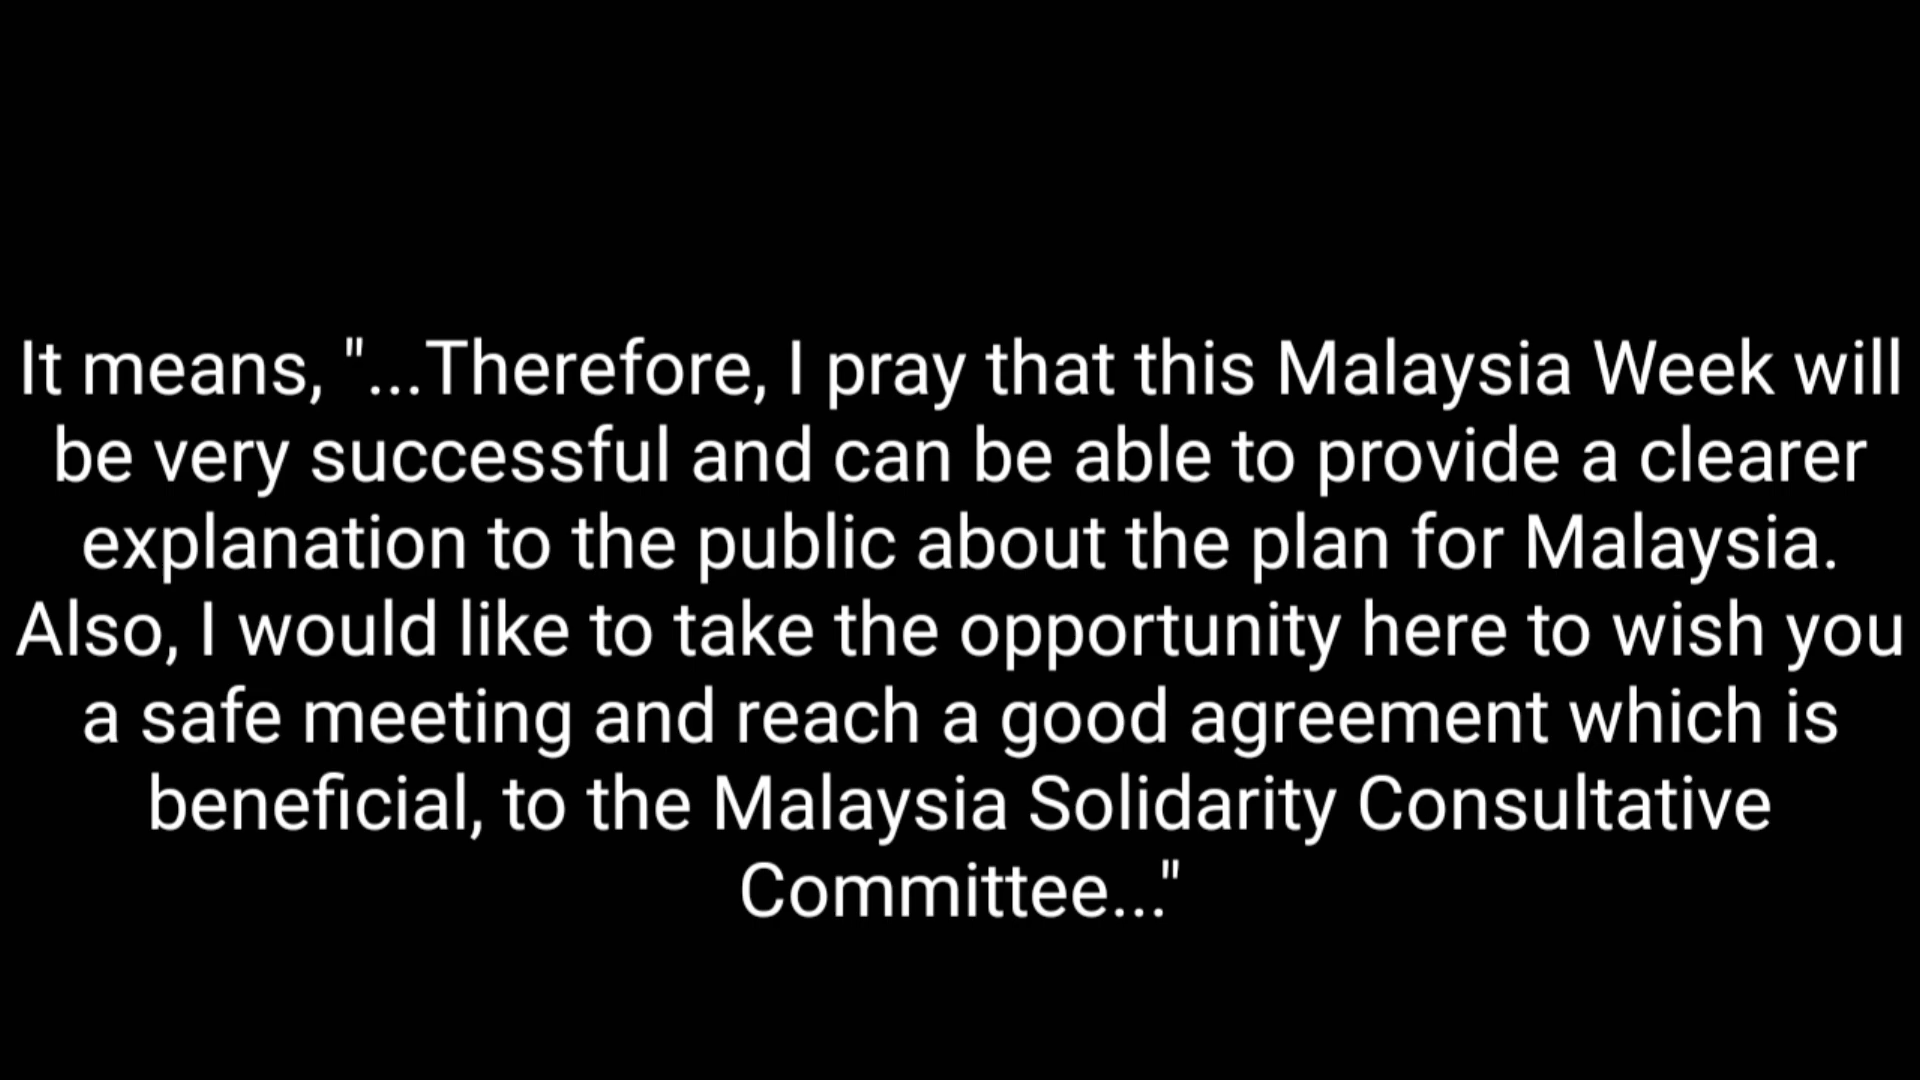 It means, "...Therefore, I pray that this Malaysia Week will
be very successful and can be able to provide a clearer
explanation to the public about the plan for Malaysia.
Also, I would like to take the opportunity here to wish you
a safe meeting and reach a good agreement which is
beneficial, to the Malaysia Solidarity Consultative
Committee..."